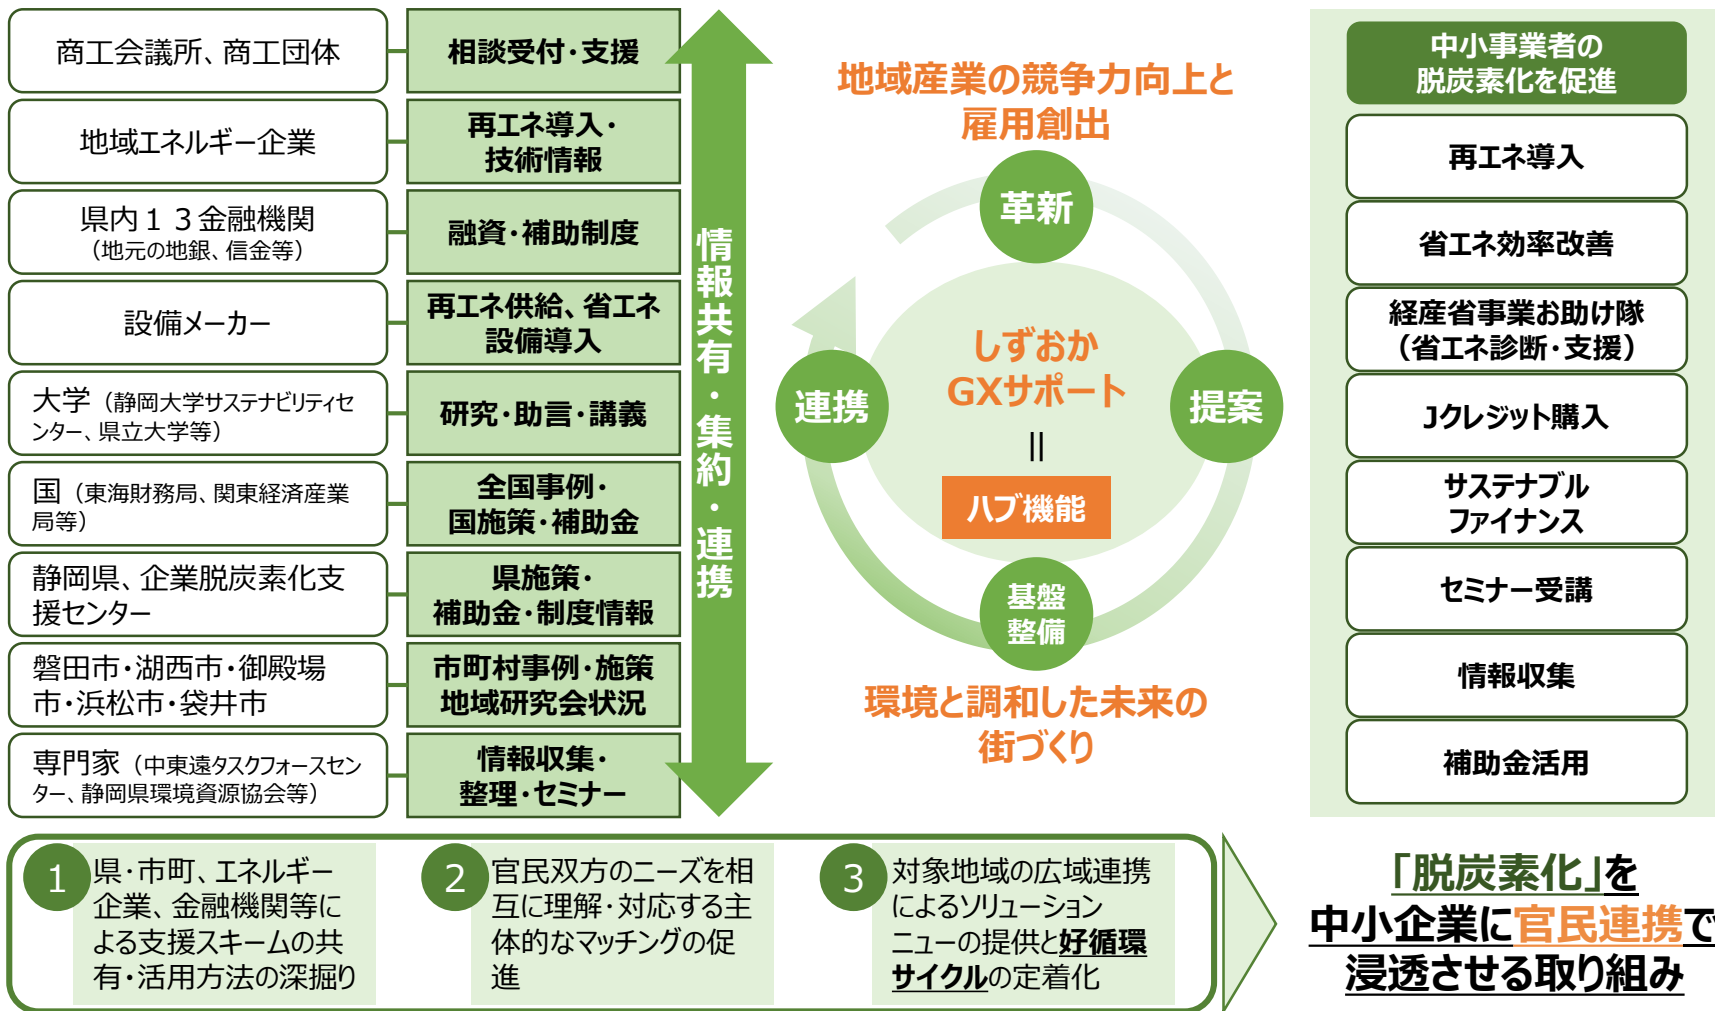 商工会議所、商工団体
相談受付・支援
地域エネルギー企業
再エネ導入・
技術情報
県内１３金融機関
（地元の地銀、信金等）
融資・補助制度
設備メーカー
再エネ供給、省エネ
設備導入
大学（静岡大学サステナビリティセ
ンター、県立大学等）
研究・助言・講義
国（東海財務局、関東経済産業
局等）
全国事例・
国施策・補助金
静岡県、企業脱炭素化支
援センター
県施策・
補助金・制度情報
磐田市・湖西市・御殿場
市・浜松市・袋井市
市町村事例・施策
地域研究会状況
専門家（中東遠タスクフォースセン
ター、静岡県環境資源協会等）
情報収集・
整理・セミナー
情報共有・集約・連携
地域産業の競争力向上と
雇用創出
革新
連携
提案
基盤
整備
しずおか
GXサポート
＝
ハブ機能
環境と調和した未来の
街づくり
中小事業者の
脱炭素化を促進
再エネ導入
省エネ効率改善
経産省事業お助け隊
（省エネ診断・支援）
Jクレジット購入
サステナブル
ファイナンス
セミナー受講
情報収集
補助金活用
1
県・市町、エネルギー
企業、金融機関等に
よる支援スキームの共
有・活用方法の深掘り
2
官民双方のニーズを相
互に理解・対応する主
体的なマッチングの促
進
3
対象地域の広域連携
によるソリューション
ニューの提供と好循環
サイクルの定着化
「脱炭素化」を
中小企業に官民連携で
浸透させる取り組み